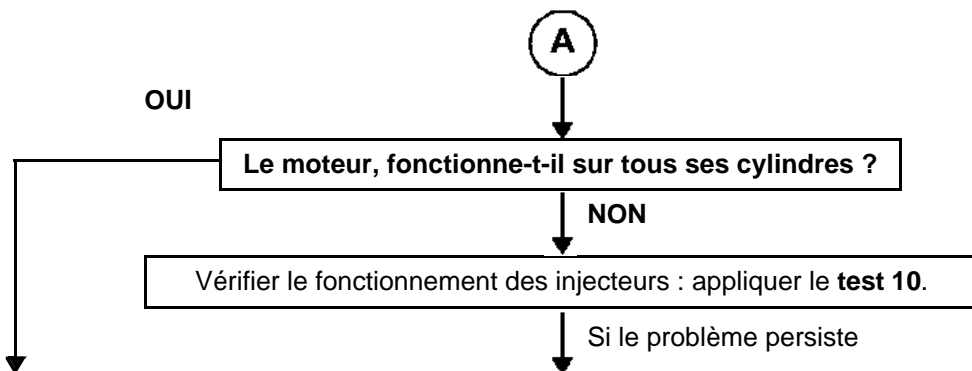 A
OUI
Le moteur, fonctionne-t-il sur tous ses cylindres ?
NON
Vérifier le fonctionnement des injecteurs : appliquer le test 10.
Si le problème persiste